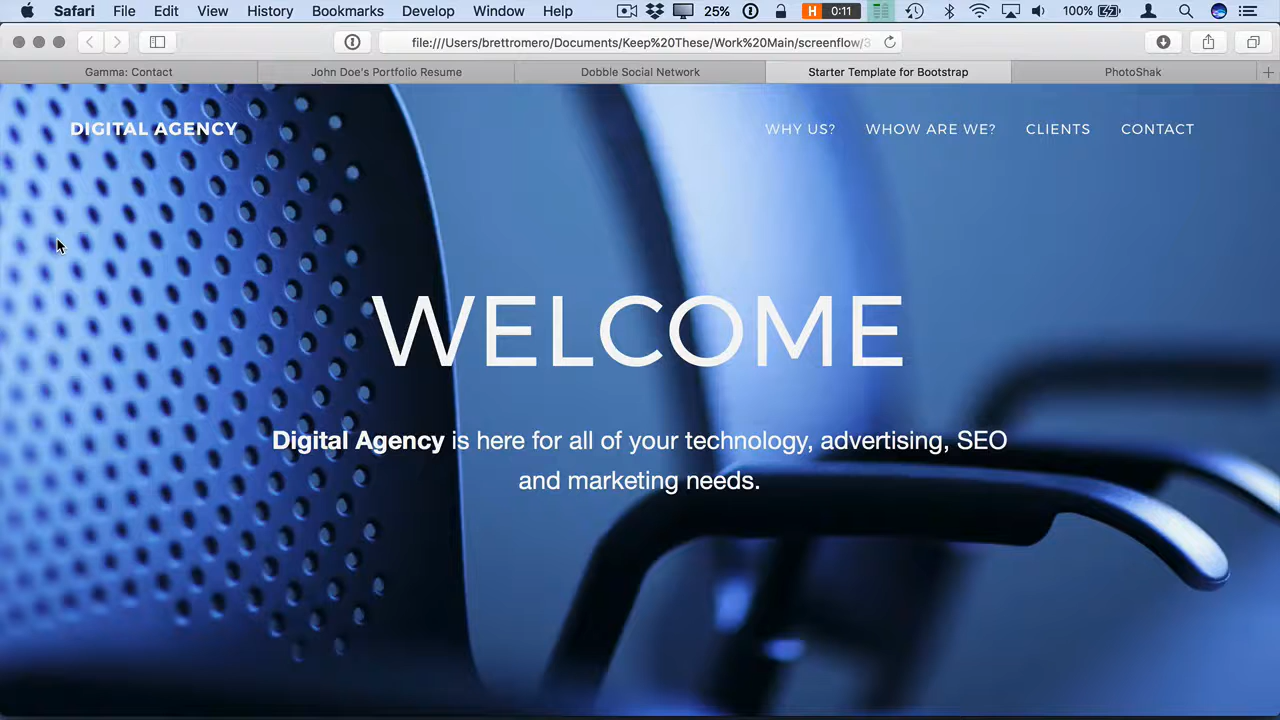 Safari File Edit View History Bookmarks Develop Window Help 25% H 0:11 100%
file:///Users/brettromero/Documents/Keep%20These/Work%20Main/screenflow/3
Gamma: Contact John Doe's Portfolio Resume Dobble Social Network Starter Template for Bootstrap PhotoShak
DIGITAL AGENCY WHY US? WHOW ARE WE? CLIENTS CONTACT
WELCOME
Digital Agency is here for all of your technology, advertising, SEO
and marketing needs.